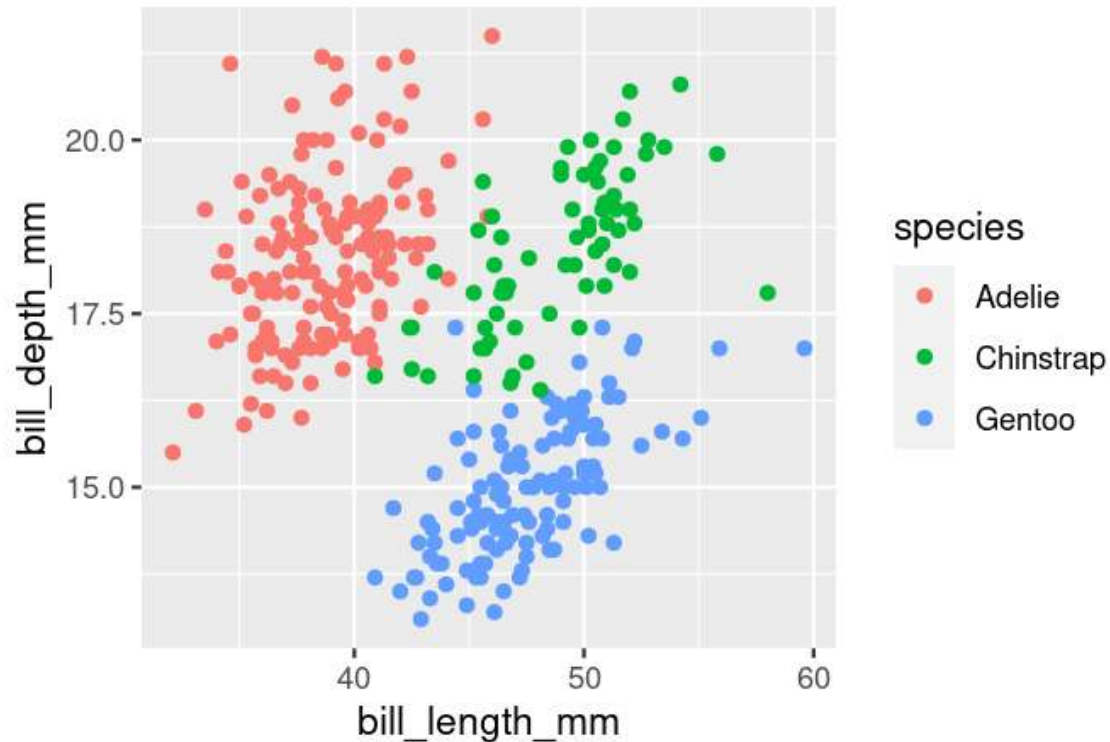 bill_depth_mm
20.0
17.5
15.0
40
50
60
bill_length_mm
species
Adelie
Chinstrap
Gentoo